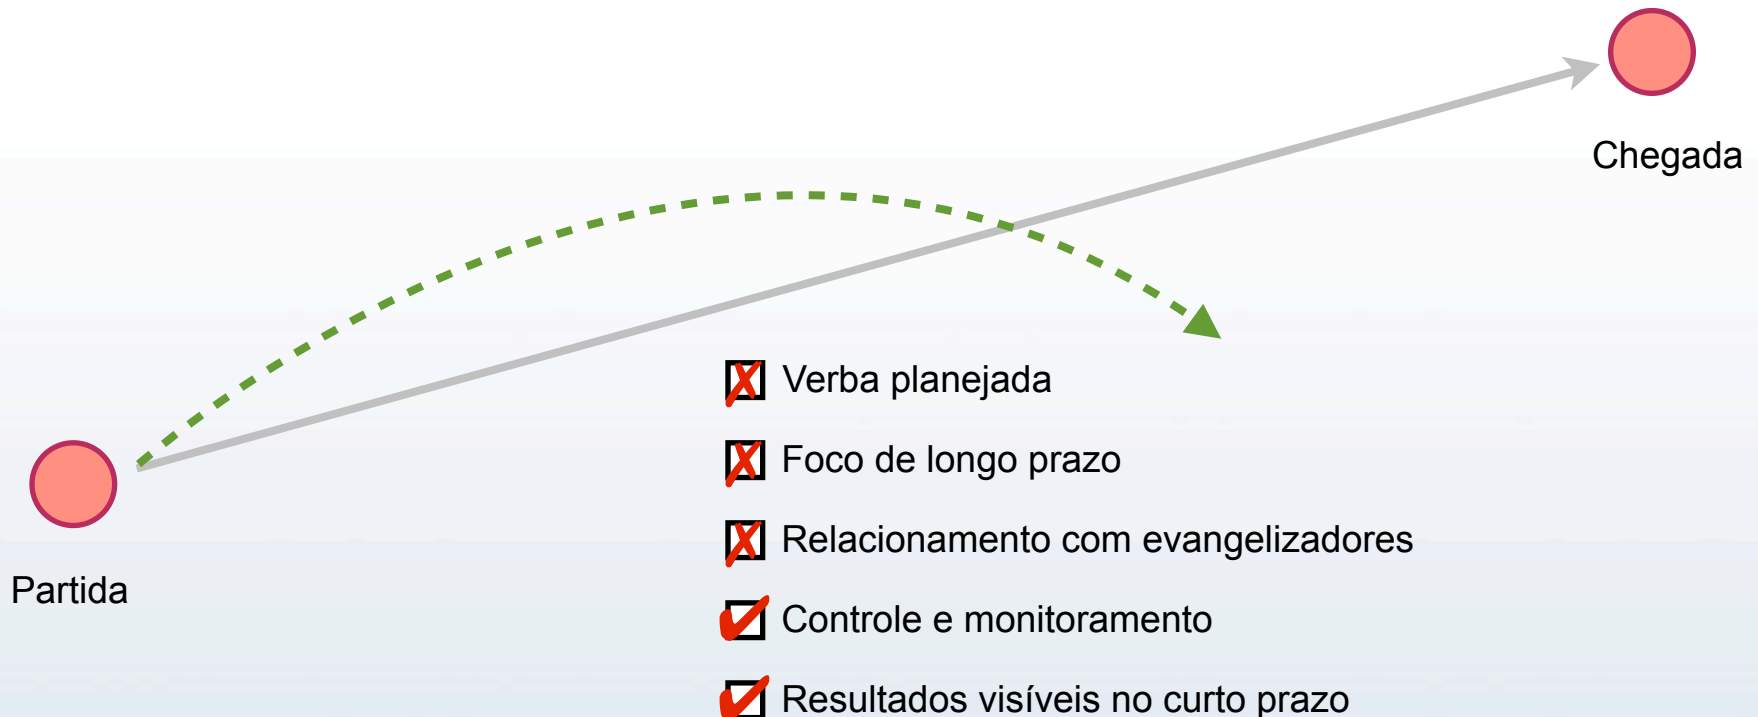 Chegada
Verba planejada
Foco de longo prazo
Relacionamento com evangelizadores
Partida
Controle e monitoramento
Resultados visíveis no curto prazo